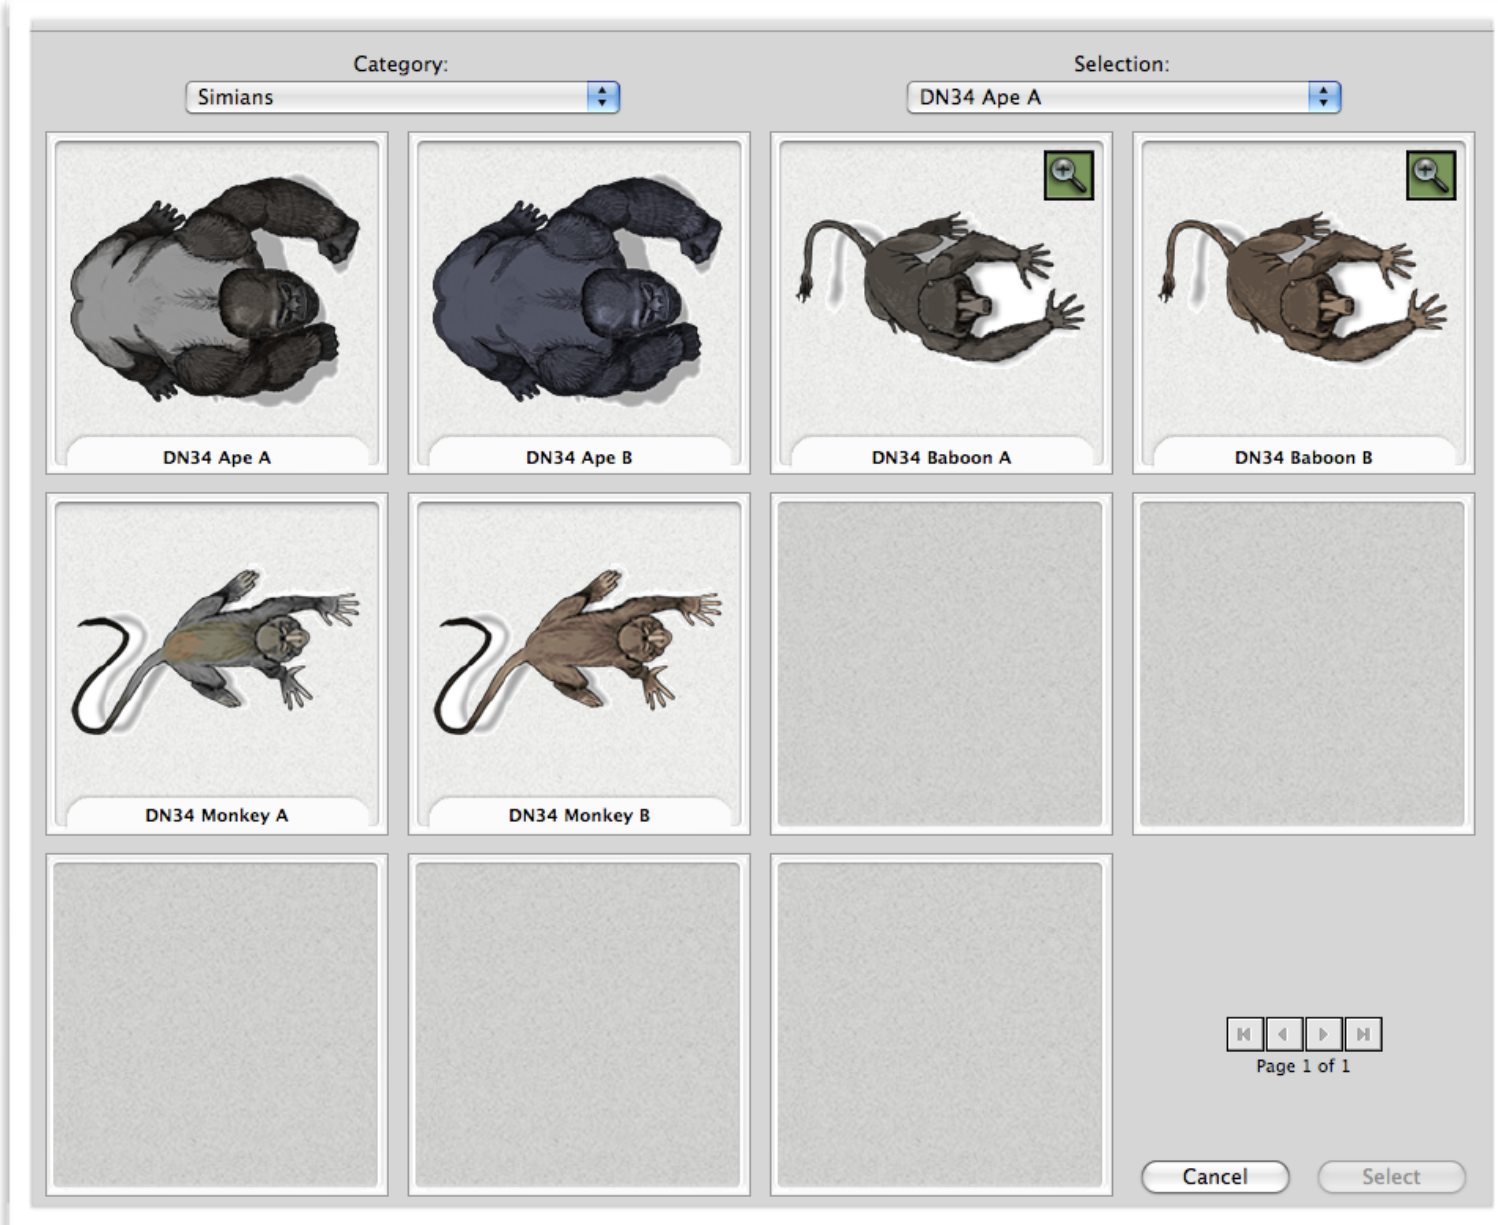 Category:
Selection:
Simians
DN34 Ape A
DN34 Ape A
DN34 Ape B
DN34 Baboon A
DN34 Baboon B
DN34 Monkey A
DN34 Monkey B
Page 1 of 1
Cancel
Select